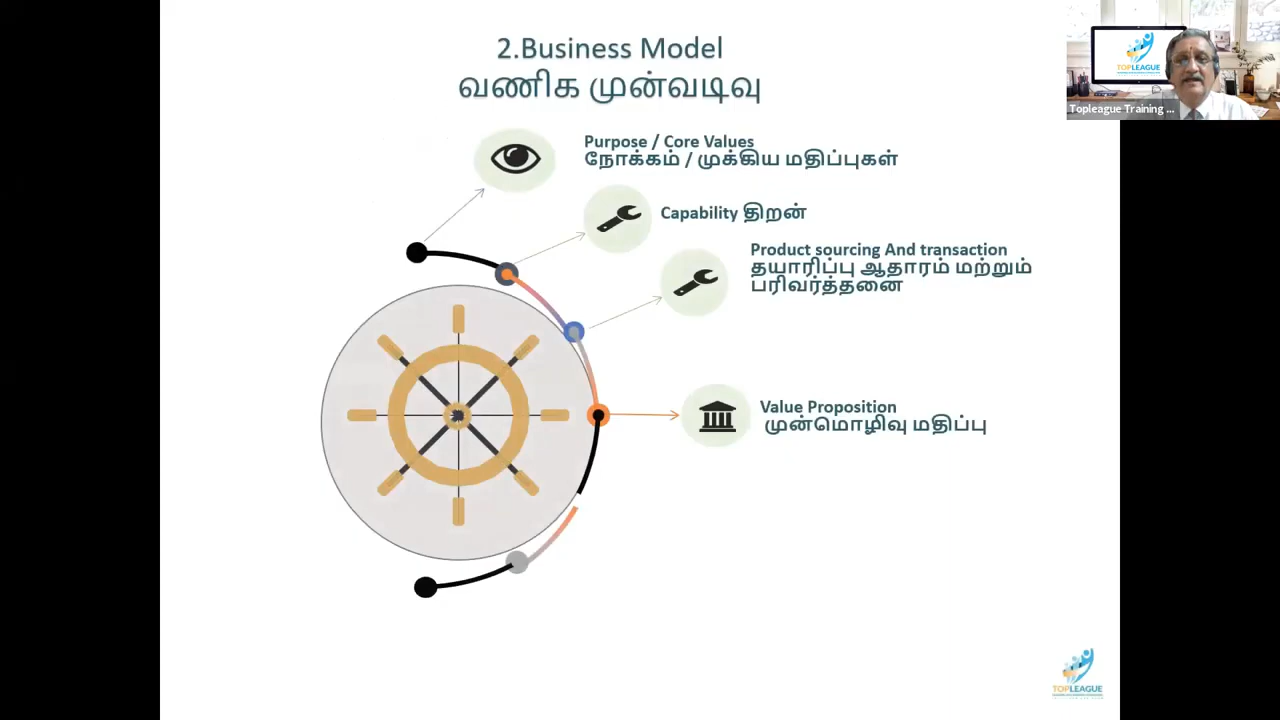 2.Business Model
வணிக முன்வடிவு
Purpose / Core Values
நோக்கம் / முக்கிய மதிப்புகள்
Capability திறன்
Product sourcing And transaction
தயாரிப்பு ஆதாரம் மற்றும்
பரிவர்த்தனை
Value Proposition
முன்மொழிவு மதிப்பு
TOPLEAGUE
Topleague Training ...
TOPLEAGUE